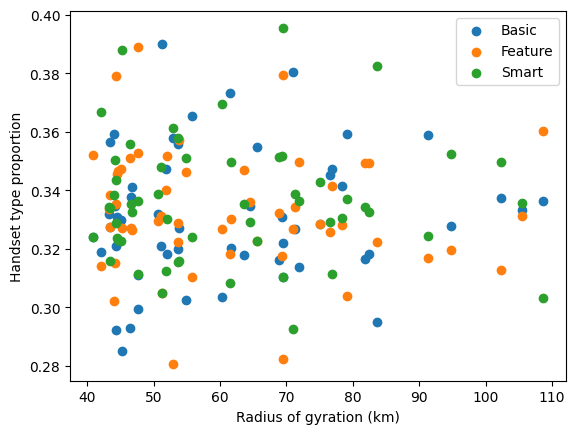 0.40
0.38
0.36
0.34
0.32
0.30
0.28
Handset type proportion
Basic
Feature
Smart
40 50 60 70 80 90 100 110
Radius of gyration (km)